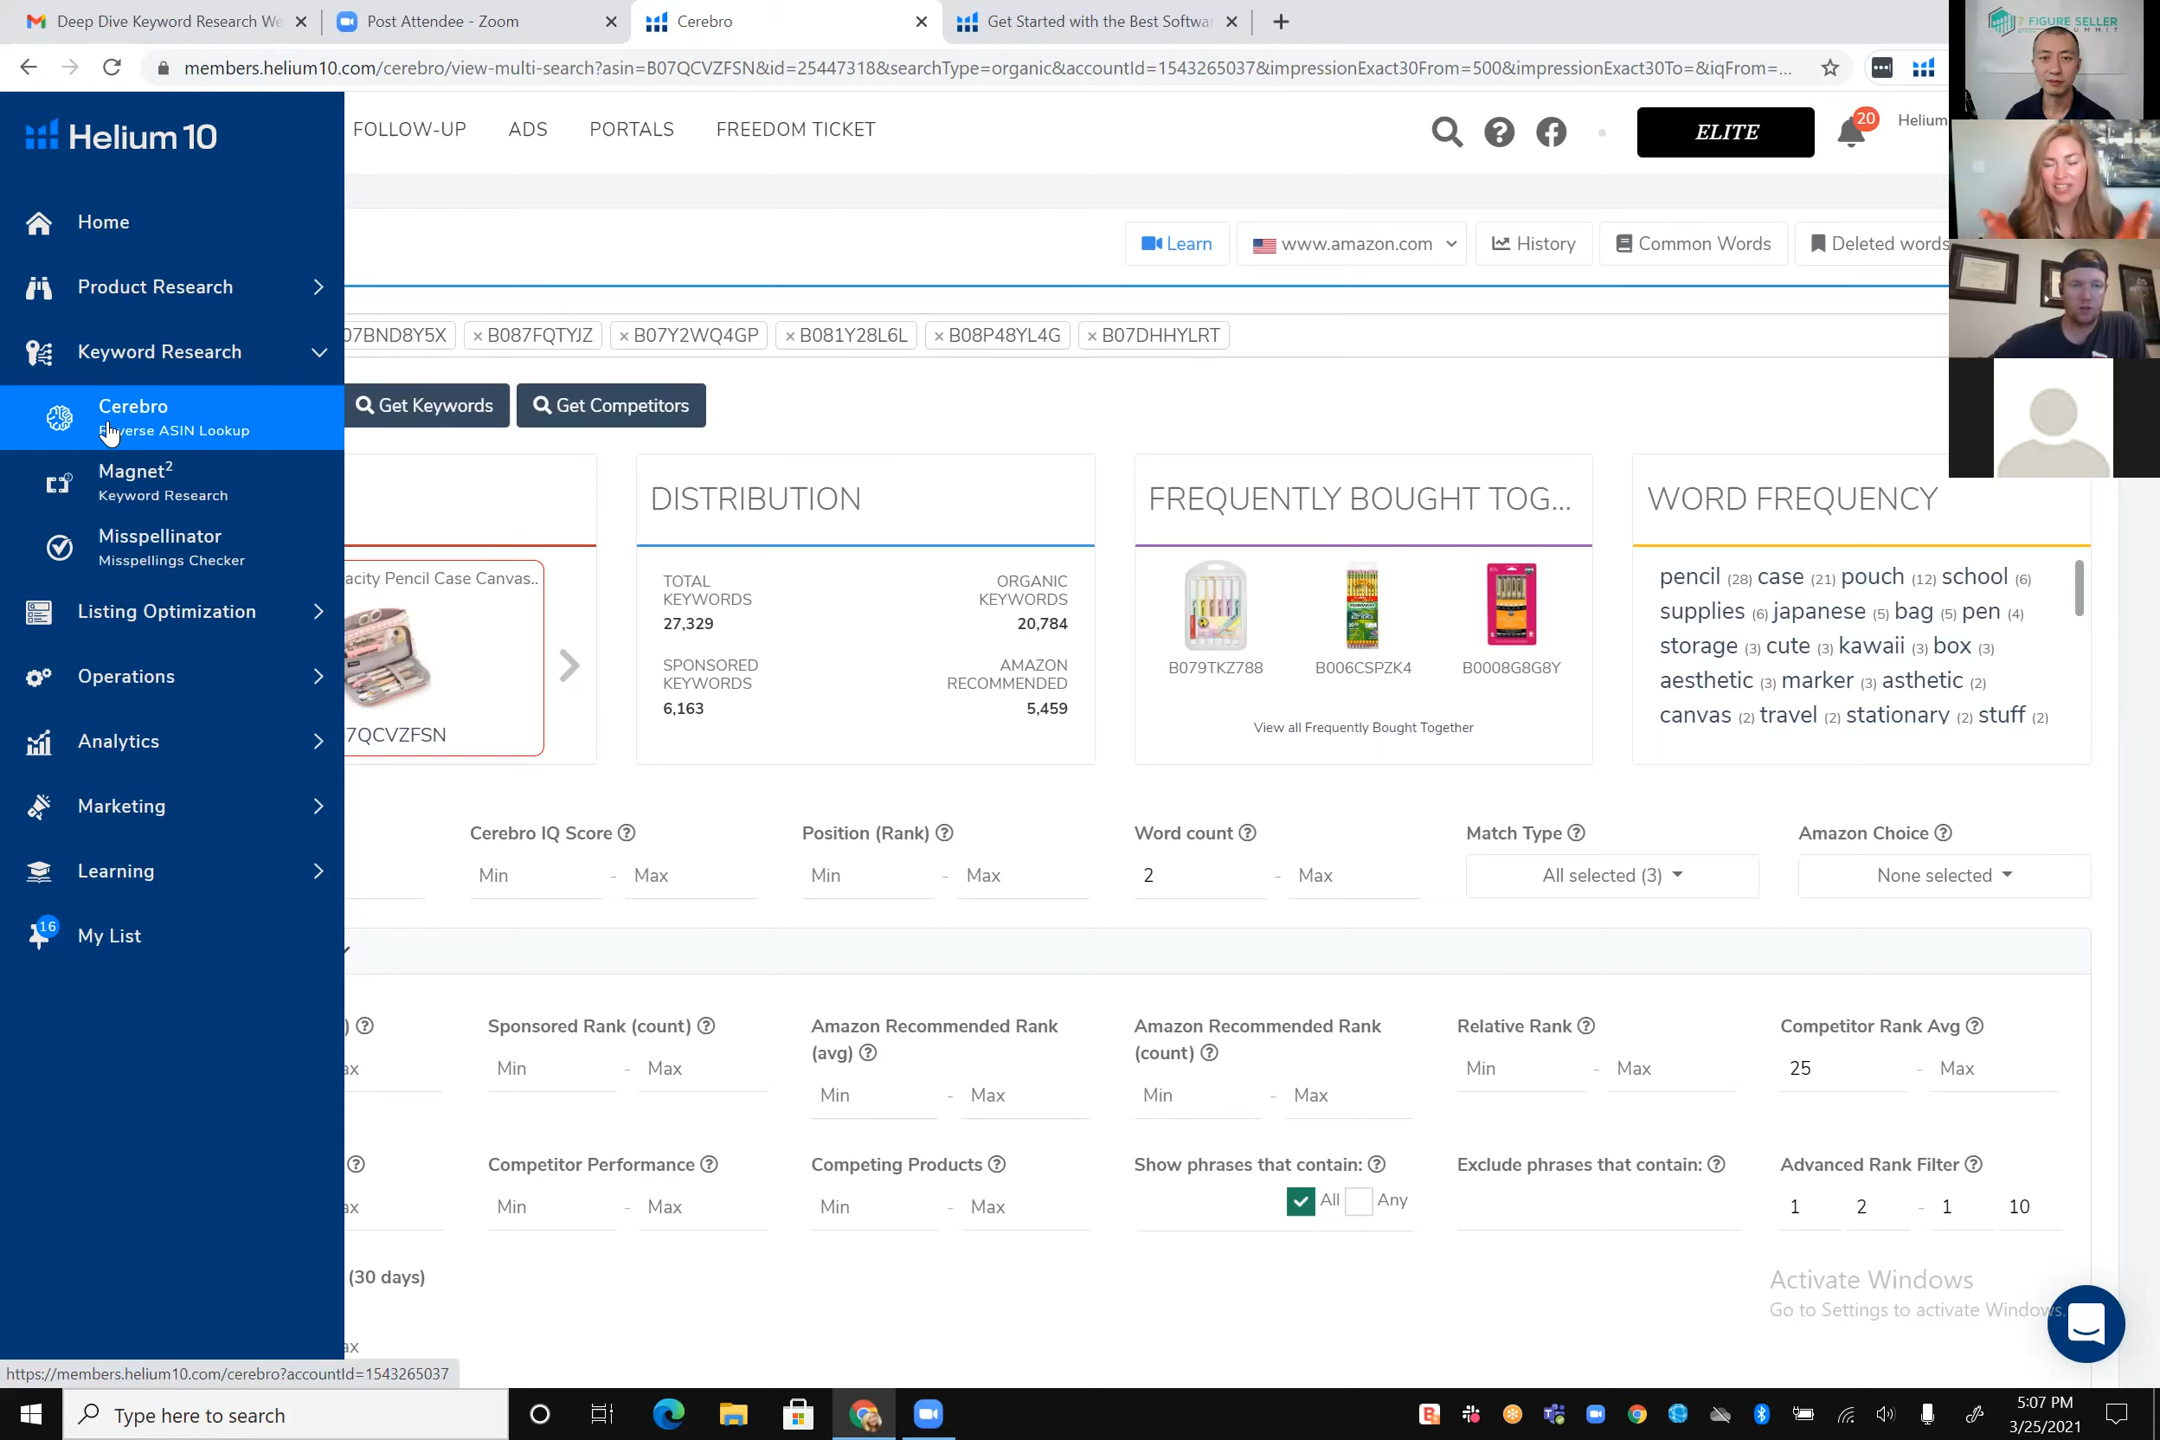 Deep Dive Keyword Research We
Post Attendee - Zoom
Cerebro
Get Started with the Best Softwa
members.helium10.com/cerebro/view-multi-search?asin=B07QCVZFSN&id=25447318&searchType=organic&accountId=1543265037&impressionExact30From=500&impressionExact30To=&iqFrom=...
7 FIGURE SELLER
SUMMIT
Helium 10
FOLLOW-UP
ADS
PORTALS
FREEDOM TICKET
ELITE
20
Helium
Home
Product Research
Keyword Research
Cerebro
Reverse ASIN Lookup
Magnet2
Keyword Research
Misspellinator
Misspellings Checker
Listing Optimization
Operations
Analytics
Marketing
Learning
16
My List
Learn
www.amazon.com
History
Common Words
Deleted words
07BND8Y5X
× B087FQTYJZ
× B07Y2WQ4GP
× B081Y28L6L
× B08P48YL4G
× B07DHHYLRT
Get Keywords
Get Competitors
acity Pencil Case Canvas..
7QCVZFSN
DISTRIBUTION
TOTAL KEYWORDS
27,329
ORGANIC KEYWORDS
20,784
SPONSORED KEYWORDS
6,163
AMAZON RECOMMENDED
5,459
FREQUENTLY BOUGHT TOG...
B079TKZ788
B006CSPZK4
B0008G8G8Y
View all Frequently Bought Together
WORD FREQUENCY
pencil (28) case (21) pouch (12) school (6)
supplies (6) japanese (5) bag (5) pen (4)
storage (3) cute (3) kawaii (3) box (3)
aesthetic (3) marker (3) asthetic (2)
canvas (2) travel (2) stationary (2) stuff (2)
Cerebro IQ Score
Min - Max
Position (Rank)
Min - Max
Word count
2 - Max
Match Type
All selected (3)
Amazon Choice
None selected
)
ax
Sponsored Rank (count)
Min - Max
Amazon Recommended Rank
(avg)
Min - Max
Amazon Recommended Rank
(count)
Min - Max
Relative Rank
Min - Max
Competitor Rank Avg
25 - Max
ax
Competitor Performance
Min - Max
Competing Products
Min - Max
Show phrases that contain:
All
Any
Exclude phrases that contain:
Advanced Rank Filter
1 2 - 1 10
(30 days)
ax
Activate Windows
Go to Settings to activate Windows.
https://members.helium10.com/cerebro?accountId=1543265037
Type here to search
5:07 PM
3/25/2021